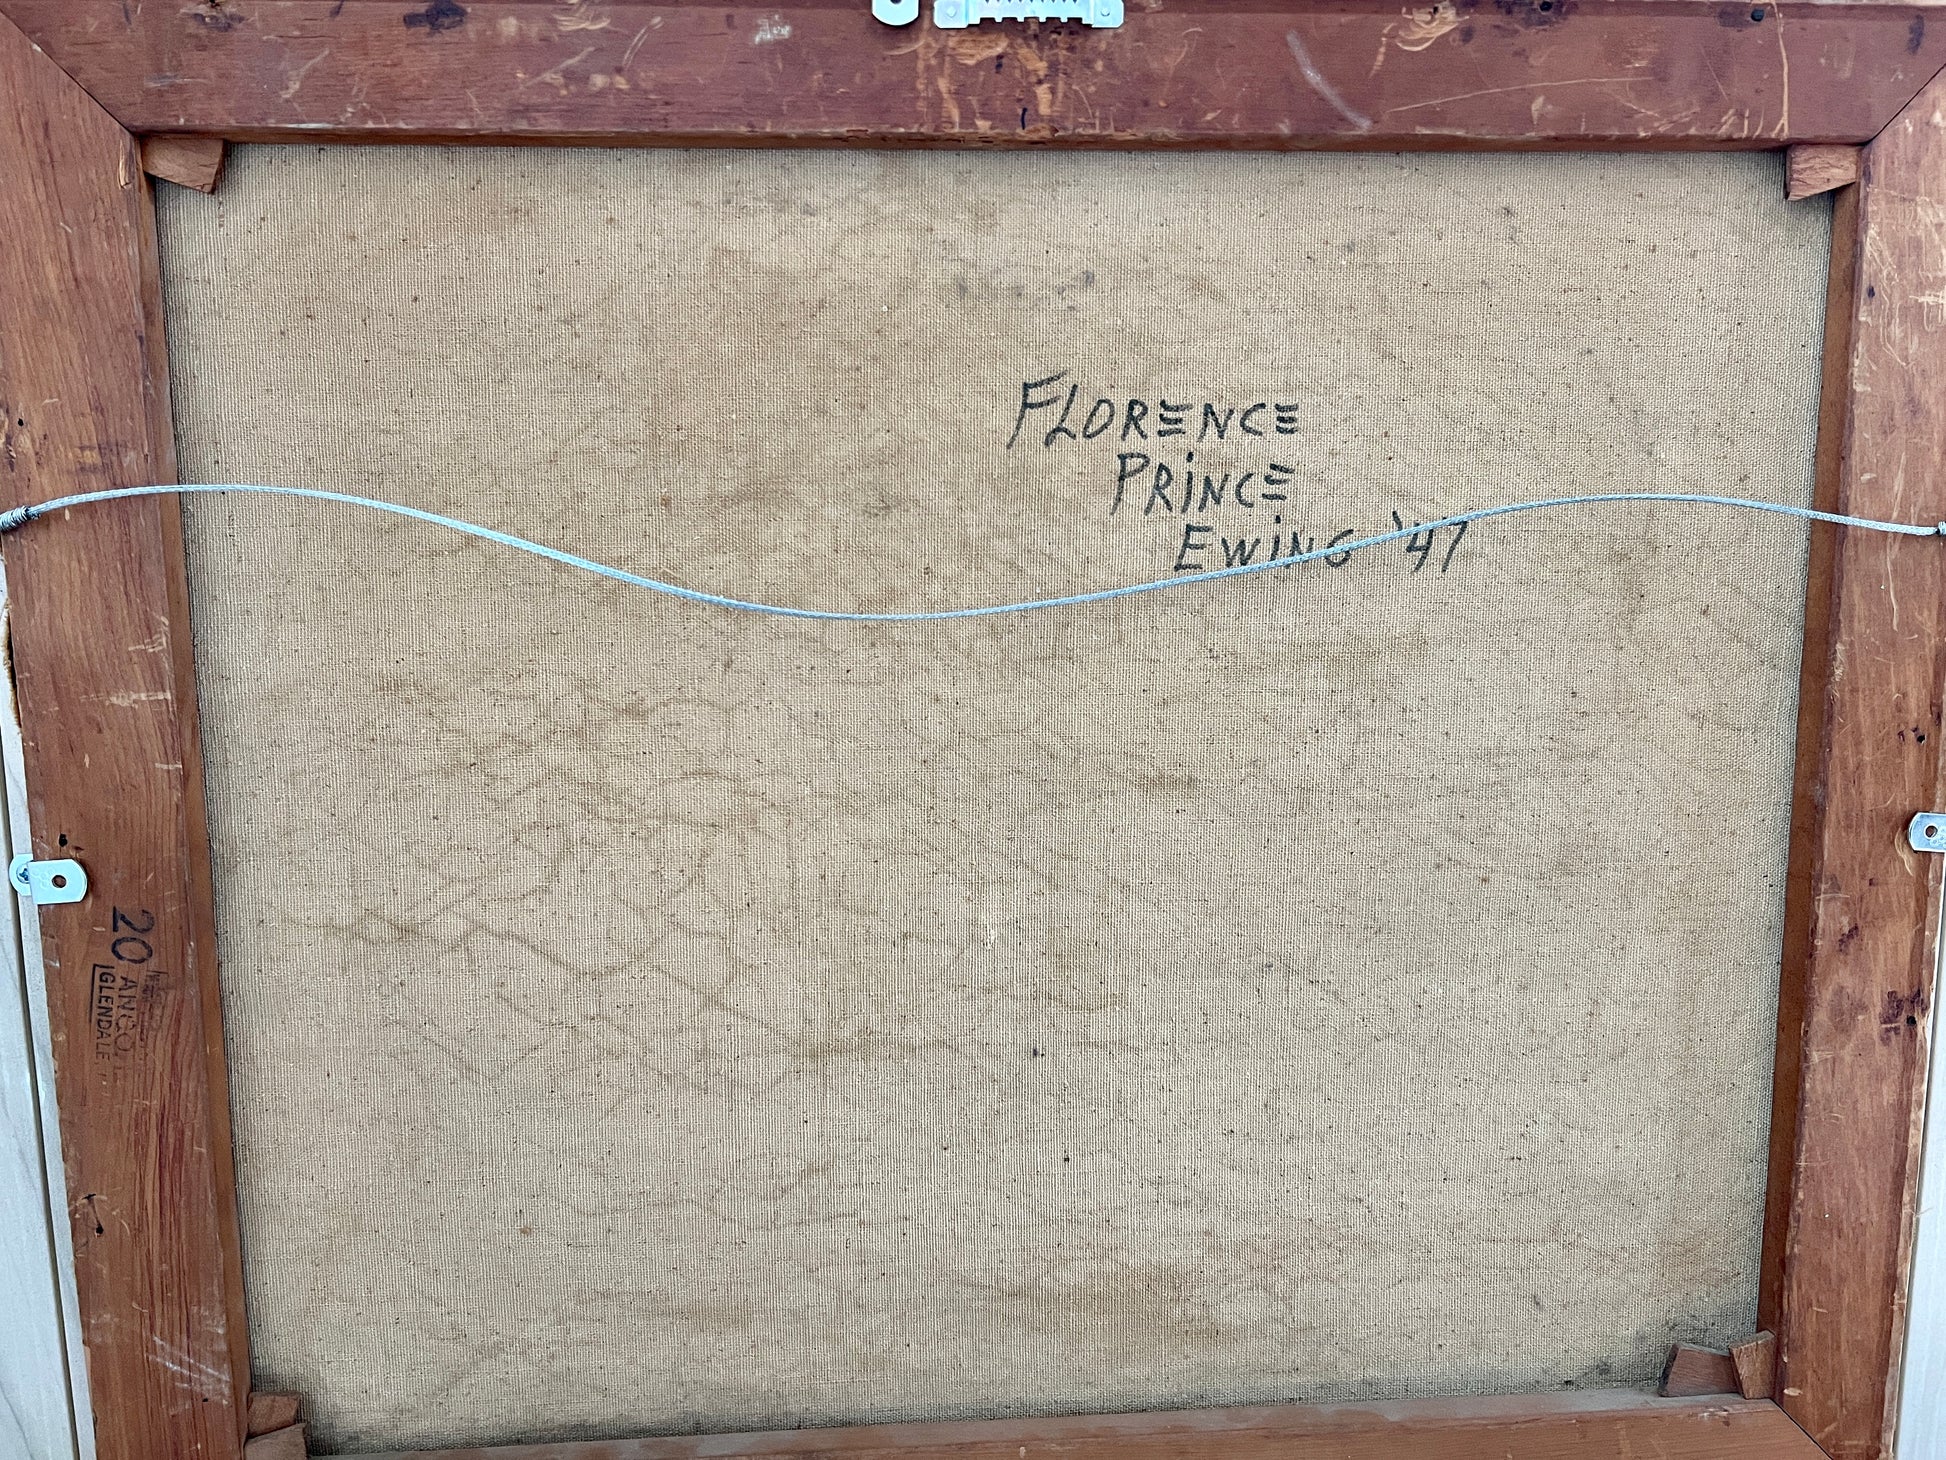 FLORENCE
PRiNCE
EWiNG '47
20
ANCO
GLENDALE,